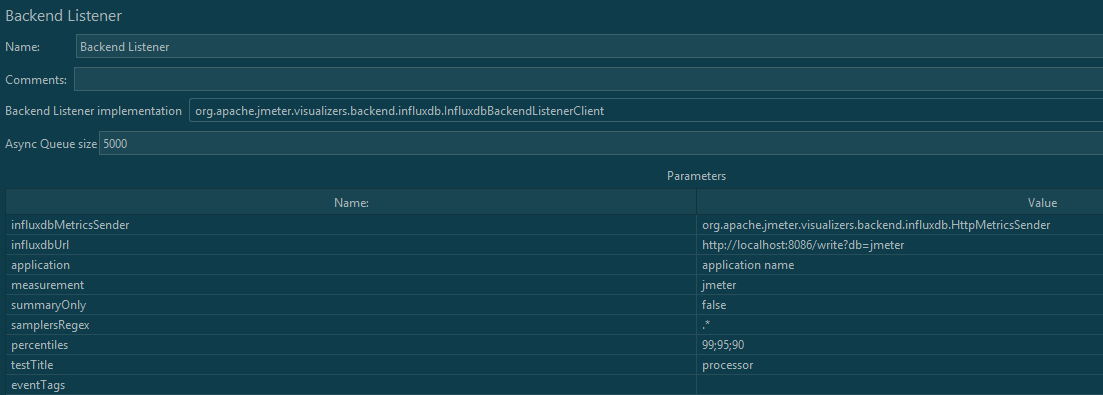 Backend Listener
Name: Backend Listener
Comments:
Backend Listener implementation org.apache.jmeter.visualizers.backend.influxdb.InfluxdbBackendListenerClient
Async Queue size 5000
Parameters
Name: Value
influxdbMetricsSender org.apache.jmeter.visualizers.backend.influxdb.HttpMetricsSender
influxdbUrl http://localhost:8086/write?db=jmeter
application application name
measurement jmeter
summaryOnly false
samplersRegex .*
percentiles 99;95;90
testTitle processor
eventTags